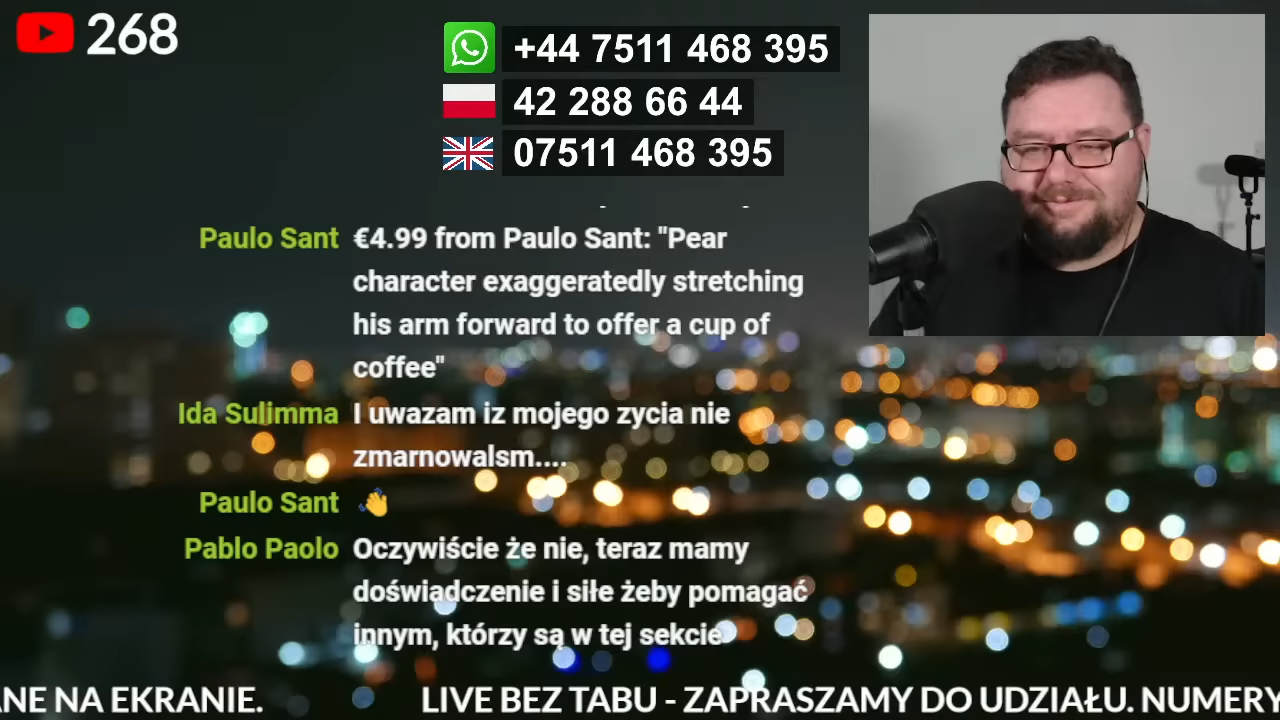 268
+44 7511 468 395
42 288 66 44
07511 468 395
Paulo Sant €4.99 from Paulo Sant: "Pear
character exaggeratedly stretching
his arm forward to offer a cup of
coffee"
Ida Sulimma I uwazam iz mojego zycia nie
zmarnowalsm....
Paulo Sant 👋
Pablo Paolo Oczywiście że nie, teraz mamy
doświadczenie i siłe żeby pomagać
innym, którzy są w tej sekcie
ANE NA EKRANIE. LIVE BEZ TABU - ZAPRASZAMY DO UDZIAŁU. NUMERY